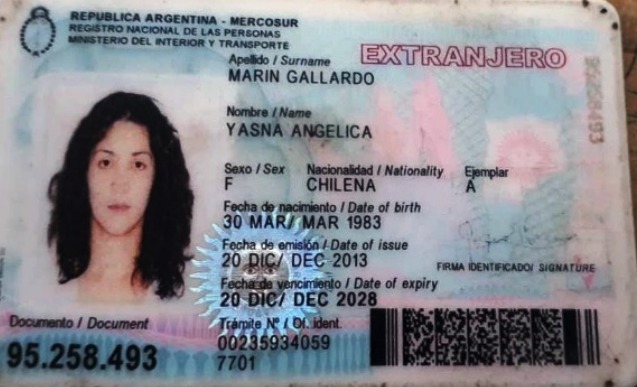 REPUBLICA ARGENTINA - MERCOSUR
REGISTRO NACIONAL DE LAS PERSONAS
MINISTERIO DEL INTERIOR Y TRANSPORTE
EXTRANJERO
Apellido / Surname
MARIN GALLARDO
Nombre / Name
YASNA ANGELICA
Sexo / Sex Nacionalidad / Nationality Ejemplar
F CHILENA A
Fecha de nacimiento / Date of birth
30 MAR/ MAR 1983
Fecha de emisión / Date of issue
20 DIC/ DEC 2013
FIRMA IDENTIFICADO/ SIGNATURE
Fecha de vencimiento / Date of expiry
20 DIC/ DEC 2028
Documento / Document
95.258.493
Trámite Nº / Of. ident.
00235934059
7701
95258493